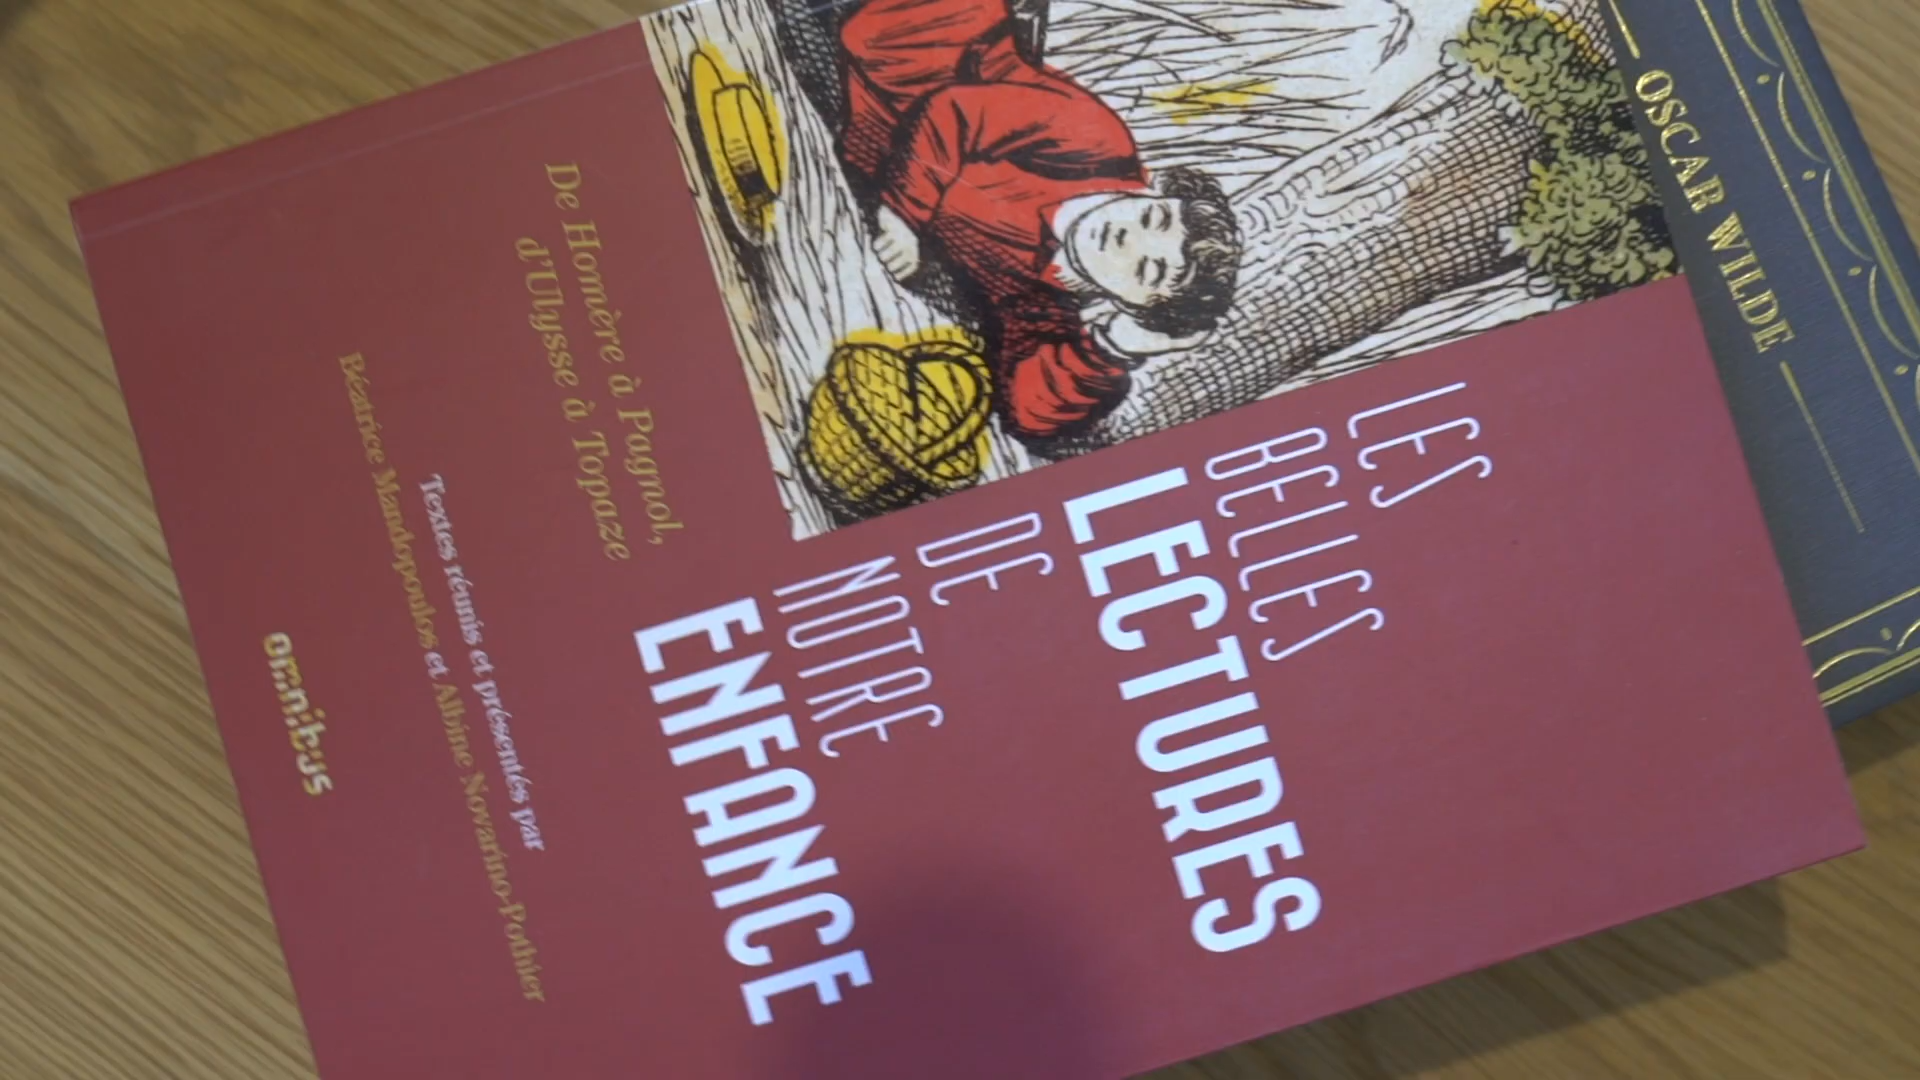 LES
BELLES
LECTURES
DE
NOTRE
ENFANCE
De Homère à Pagnol,
d'Ulysse à Topaze
Textes réunis et présentés par
Béatrice Mandopoulos et Albine Novarino-Pothier
omnibus
OSCAR WILDE